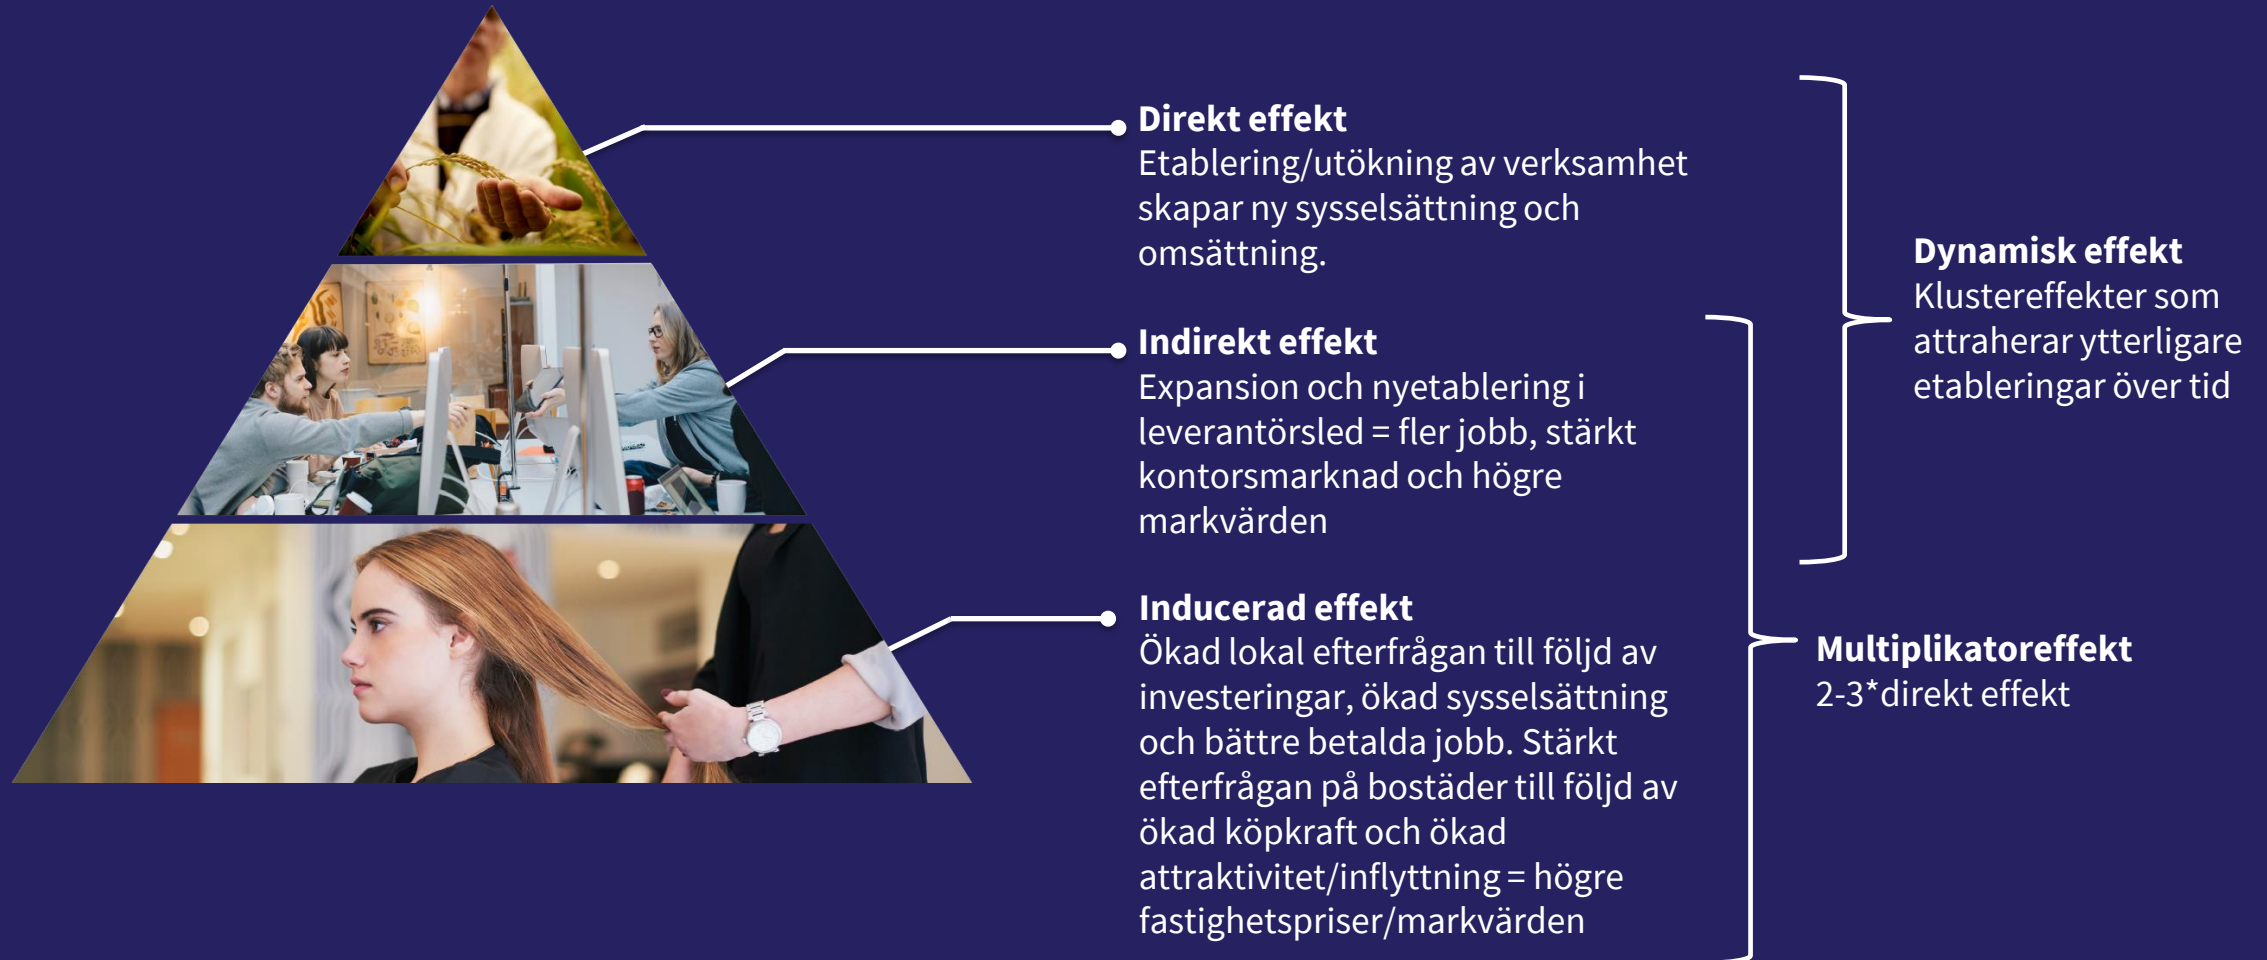 Direkt effekt
Etablering/utökning av verksamhet
skapar ny sysselsättning och
omsättning.
Indirekt effekt
Expansion och nyetablering i
leverantörsled = fler jobb, stärkt
kontorsmarknad och högre
markvärden
Inducerad effekt
Ökad lokal efterfrågan till följd av
investeringar, ökad sysselsättning
och bättre betalda jobb. Stärkt
efterfrågan på bostäder till följd av
ökad köpkraft och ökad
attraktivitet/inflyttning = högre
fastighetspriser/markvärden
Dynamisk effekt
Klustereffekter som
attraherar ytterligare
etableringar över tid
Multiplikatoreffekt
2-3*direkt effekt